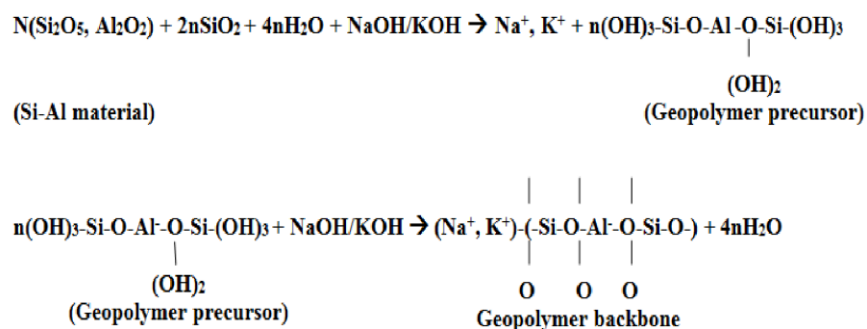 N(Si₂O₅, Al₂O₂) + 2nSiO₂ + 4nH₂O + NaOH/KOH → Na⁺, K⁺ + n(OH)₃-Si-O-Al⁻-O-Si-(OH)₃
|
(OH)₂
(Si-Al material) (Geopolymer precursor)
| | |
n(OH)₃-Si-O-Al⁻-O-Si-(OH)₃ + NaOH/KOH → (Na⁺, K⁺)-(-Si-O-Al⁻-O-Si-O-) + 4nH₂O
| | | |
(OH)₂ O O O
(Geopolymer precursor) Geopolymer backbone